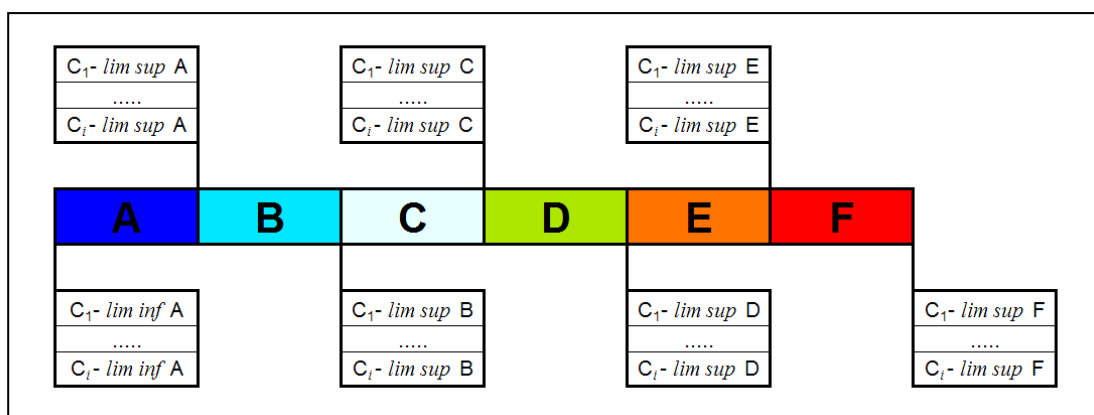 C1- lim sup A
.....
Ci- lim sup A
C1- lim sup C
.....
Ci- lim sup C
C1- lim sup E
.....
Ci- lim sup E
A B C D E F
C1- lim inf A
.....
Ci- lim inf A
C1- lim sup B
.....
Ci- lim sup B
C1- lim sup D
.....
Ci- lim sup D
C1- lim sup F
.....
Ci- lim sup F